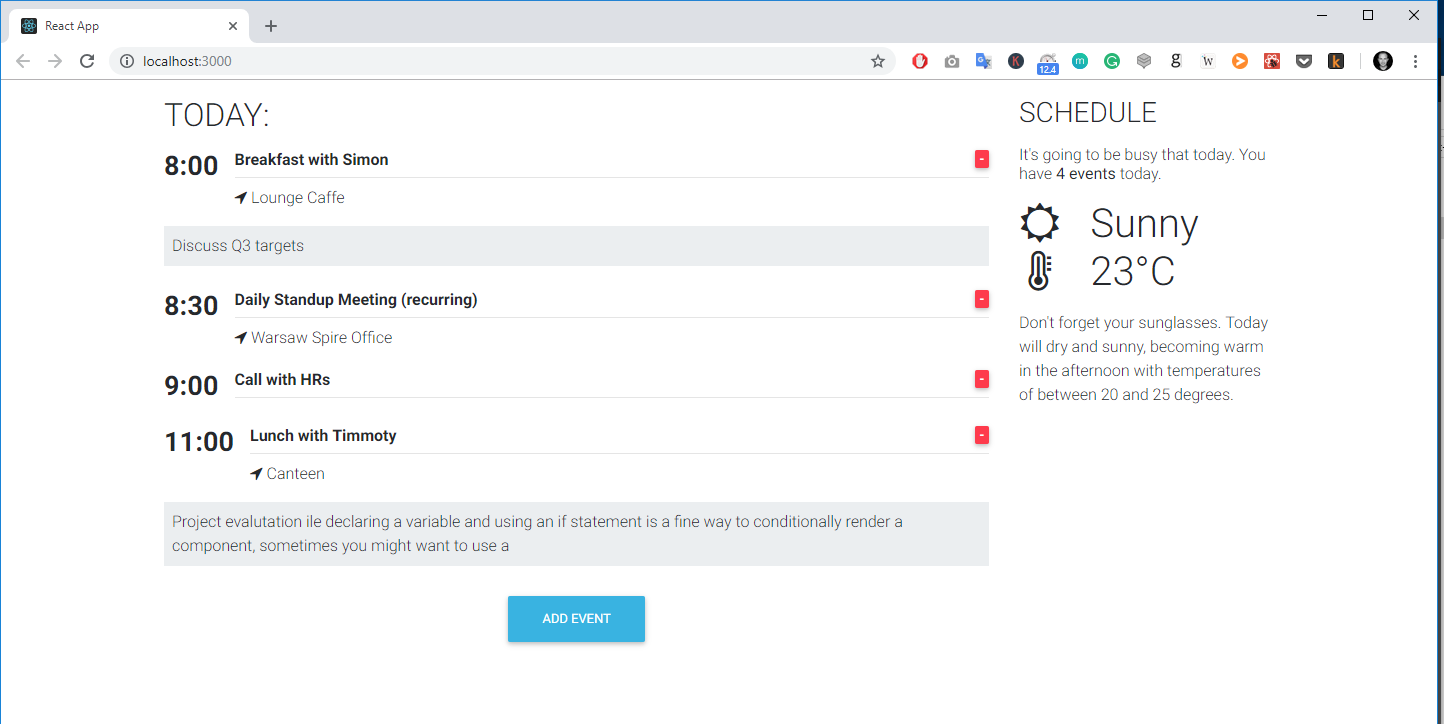 React App
localhost:3000
12.4
TODAY:
8:00 Breakfast with Simon -
Lounge Caffe
Discuss Q3 targets
8:30 Daily Standup Meeting (recurring) -
Warsaw Spire Office
9:00 Call with HRs -
11:00 Lunch with Timmoty -
Canteen
Project evalutation ile declaring a variable and using an if statement is a fine way to conditionally render a
component, sometimes you might want to use a
ADD EVENT
SCHEDULE
It's going to be busy that today. You
have 4 events today.
Sunny
23°C
Don't forget your sunglasses. Today
will dry and sunny, becoming warm
in the afternoon with temperatures
of between 20 and 25 degrees.